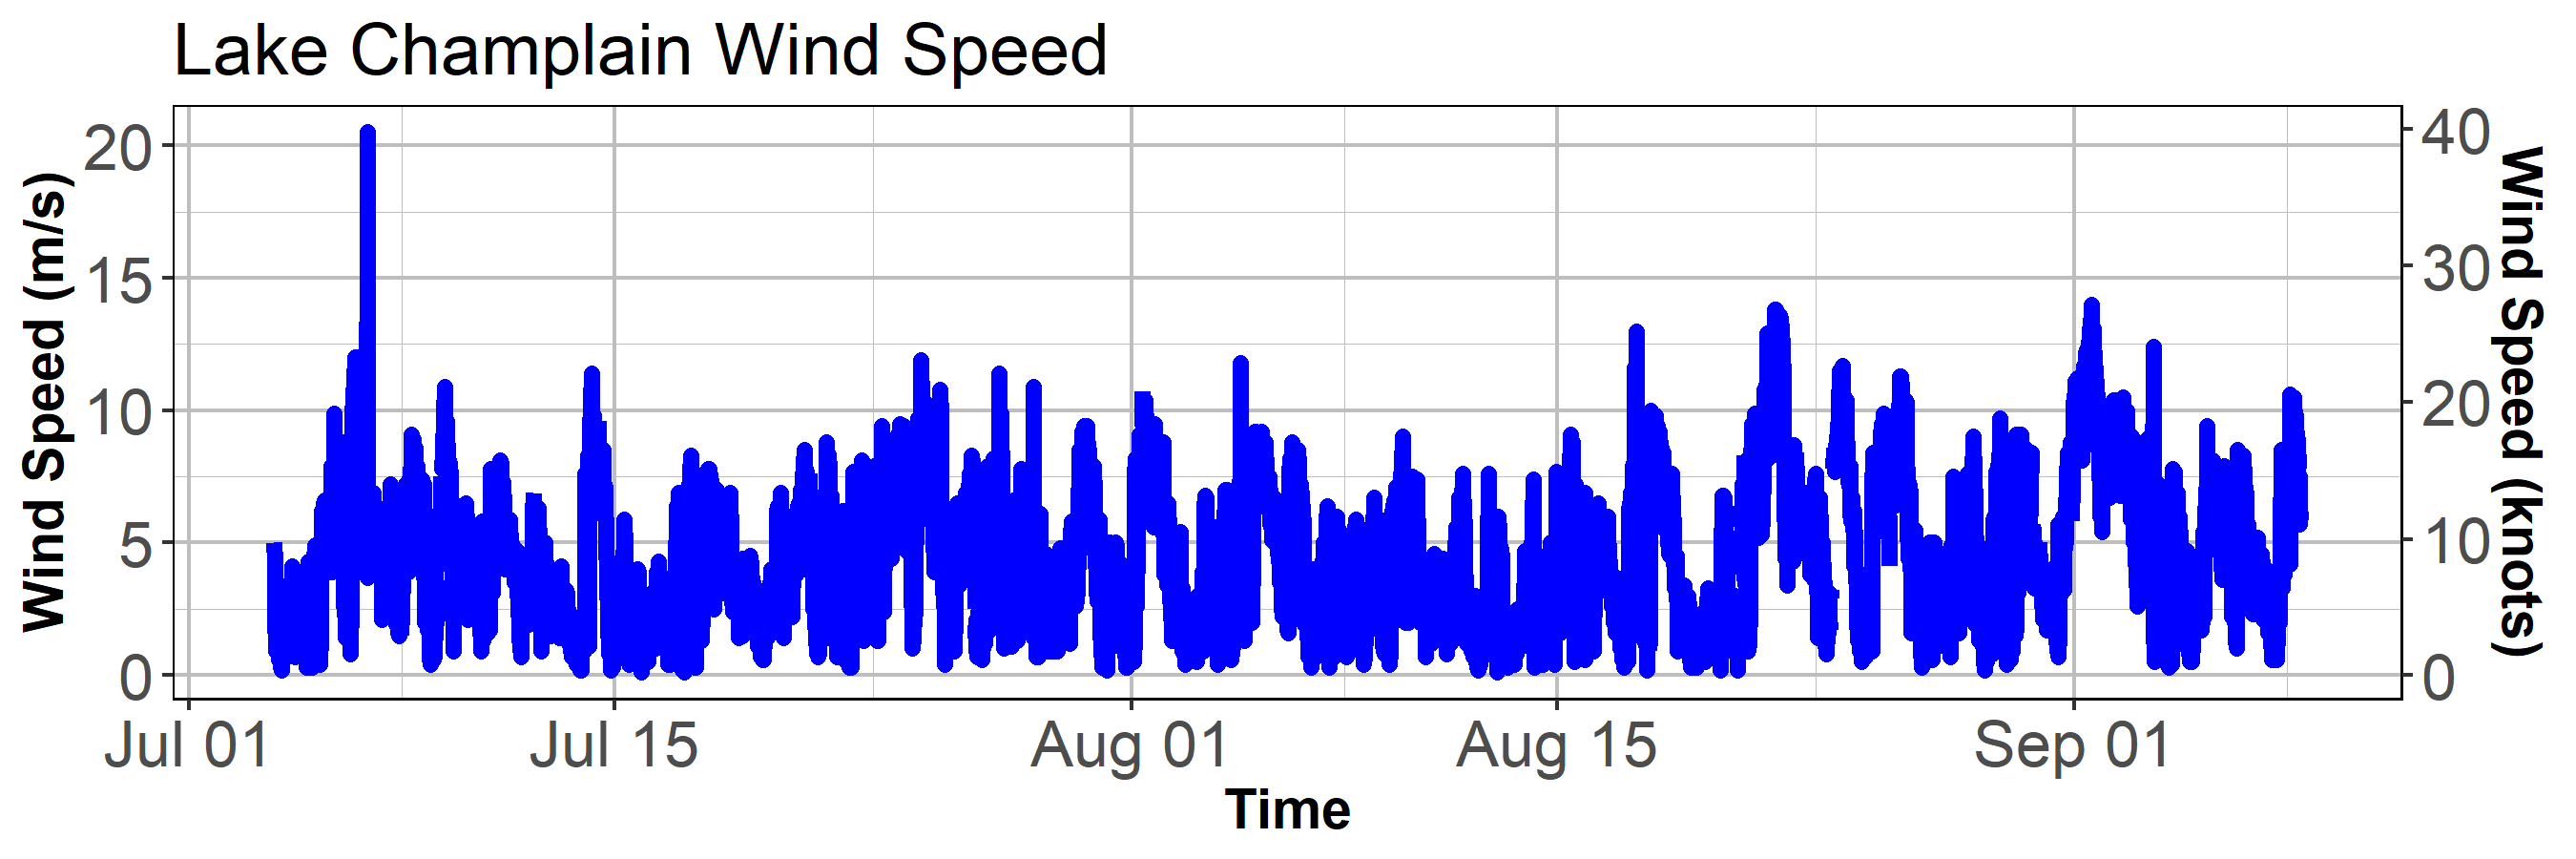 Lake Champlain Wind Speed
Wind Speed (m/s)
20
15
10
5
0
40
30
20
10
0
Wind Speed (knots)
Jul 01
Jul 15
Aug 01
Aug 15
Sep 01
Time